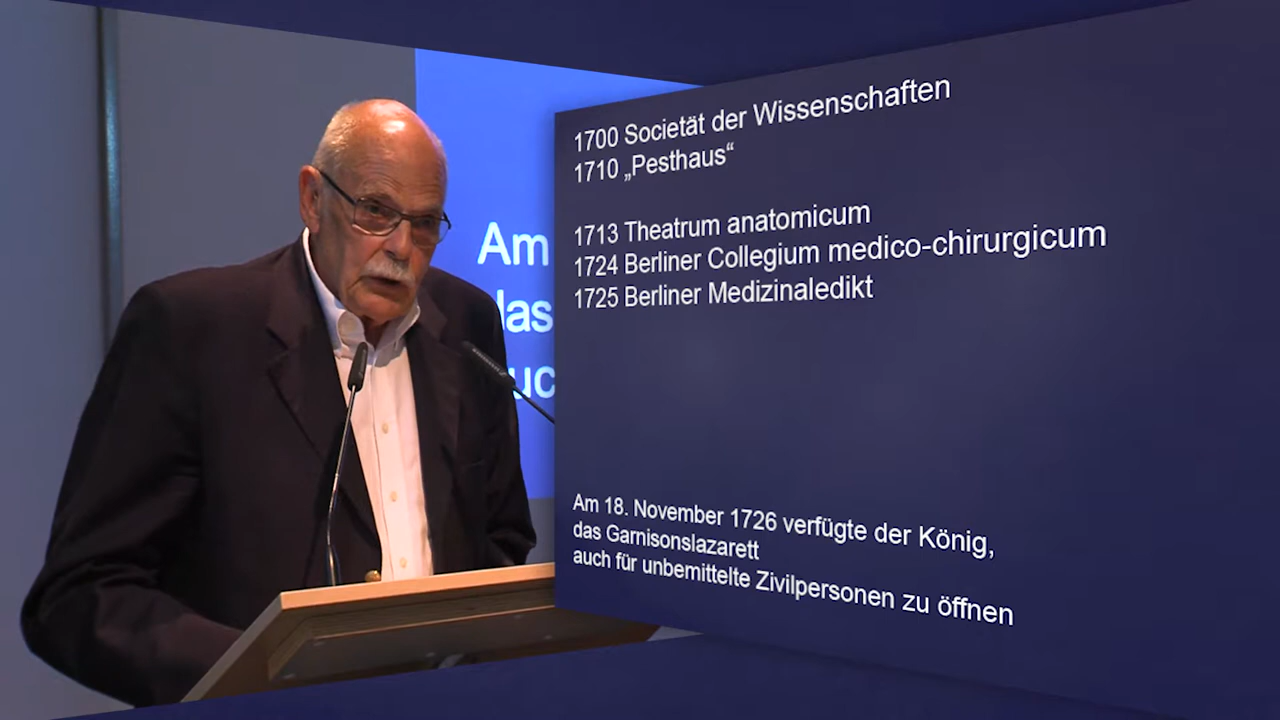 1700 Societät der Wissenschaften
1710 „Pesthaus“
1713 Theatrum anatomicum
1724 Berliner Collegium medico-chirurgicum
1725 Berliner Medizinaledikt
Am 18. November 1726 verfügte der König,
das Garnisonslazarett
auch für unbemittelte Zivilpersonen zu öffnen
Am